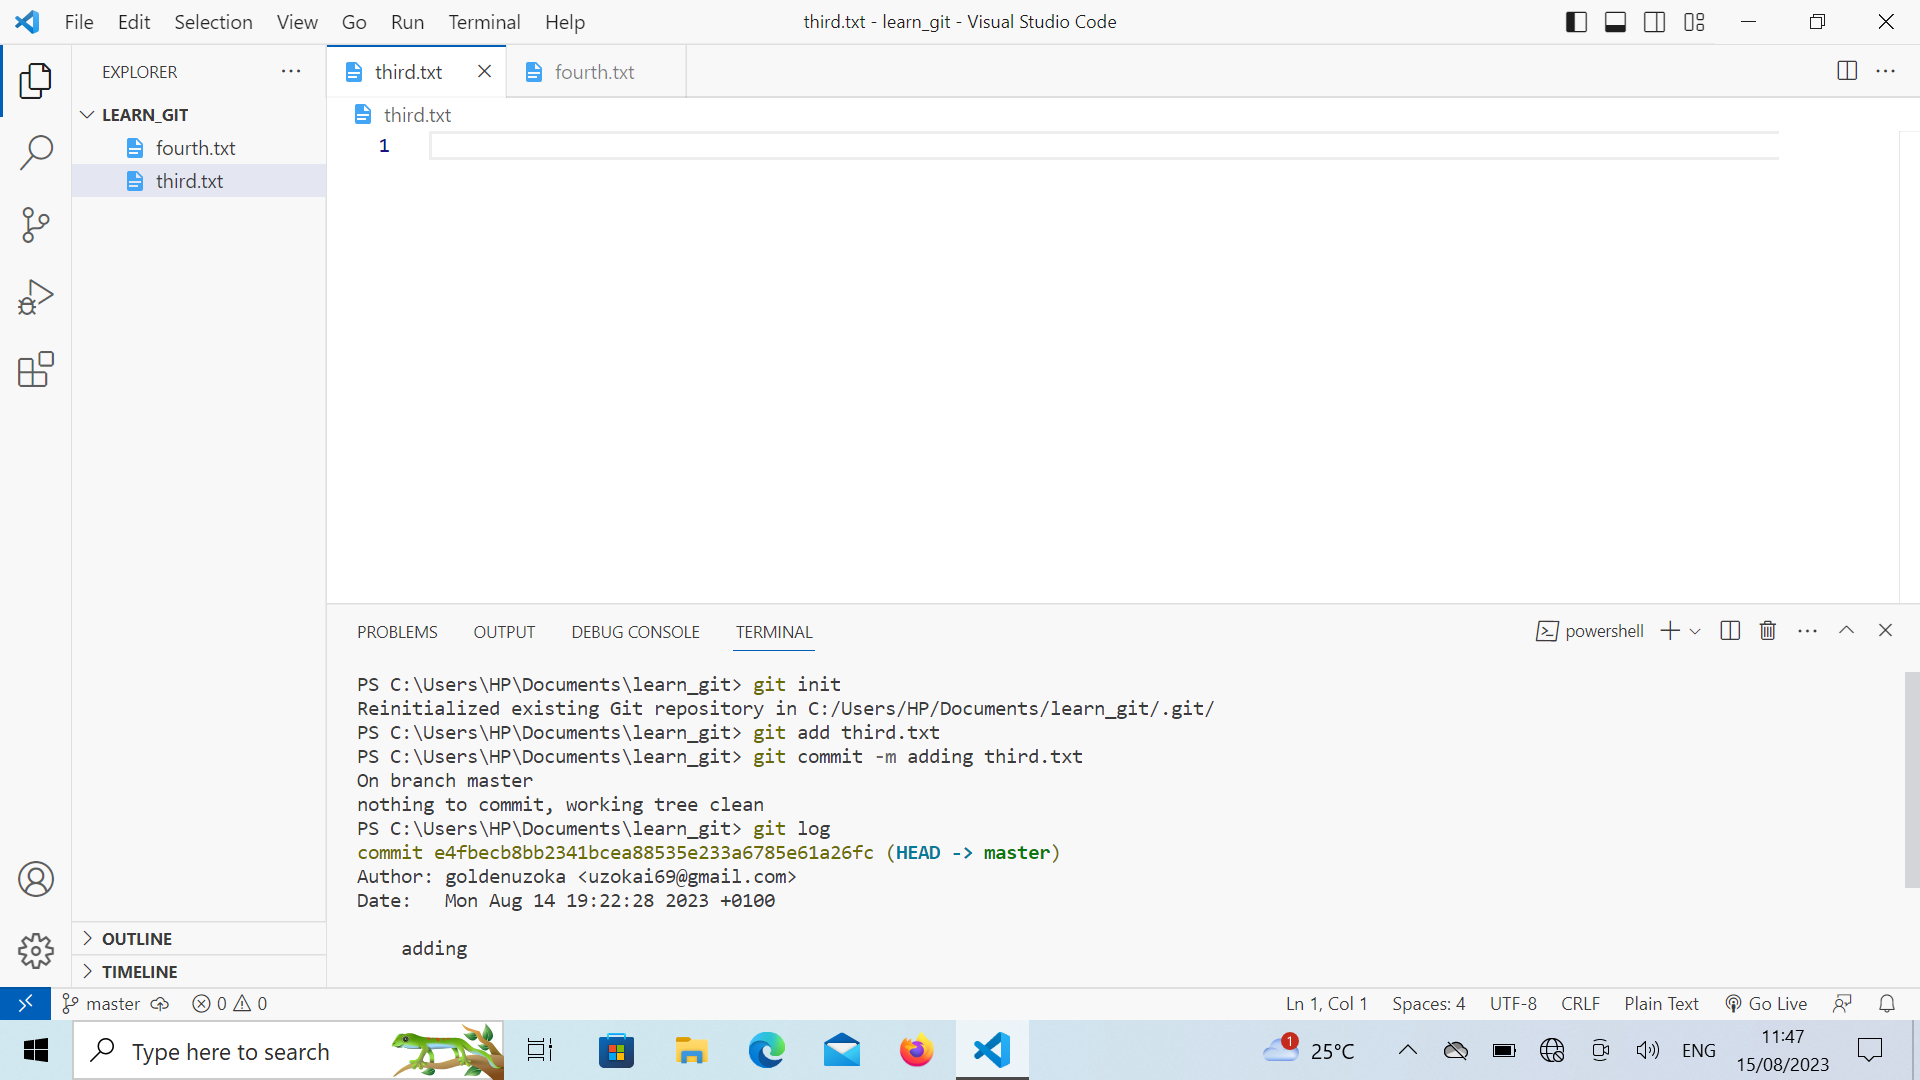 File Edit Selection View Go Run Terminal Help third.txt - learn_git - Visual Studio Code
EXPLORER
third.txt fourth.txt
LEARN_GIT
fourth.txt
third.txt
third.txt
1
PROBLEMS OUTPUT DEBUG CONSOLE TERMINAL powershell
PS C:\Users\HP\Documents\learn_git> git init
Reinitialized existing Git repository in C:/Users/HP/Documents/learn_git/.git/
PS C:\Users\HP\Documents\learn_git> git add third.txt
PS C:\Users\HP\Documents\learn_git> git commit -m adding third.txt
On branch master
nothing to commit, working tree clean
PS C:\Users\HP\Documents\learn_git> git log
commit e4fbecb8bb2341bcea88535e233a6785e61a26fc (HEAD -> master)
Author: goldenuzoka <uzokai69@gmail.com>
Date:   Mon Aug 14 19:22:28 2023 +0100
adding
OUTLINE
TIMELINE
master 0 0 Ln 1, Col 1 Spaces: 4 UTF-8 CRLF Plain Text Go Live
Type here to search 1 25°C ENG 11:47
15/08/2023